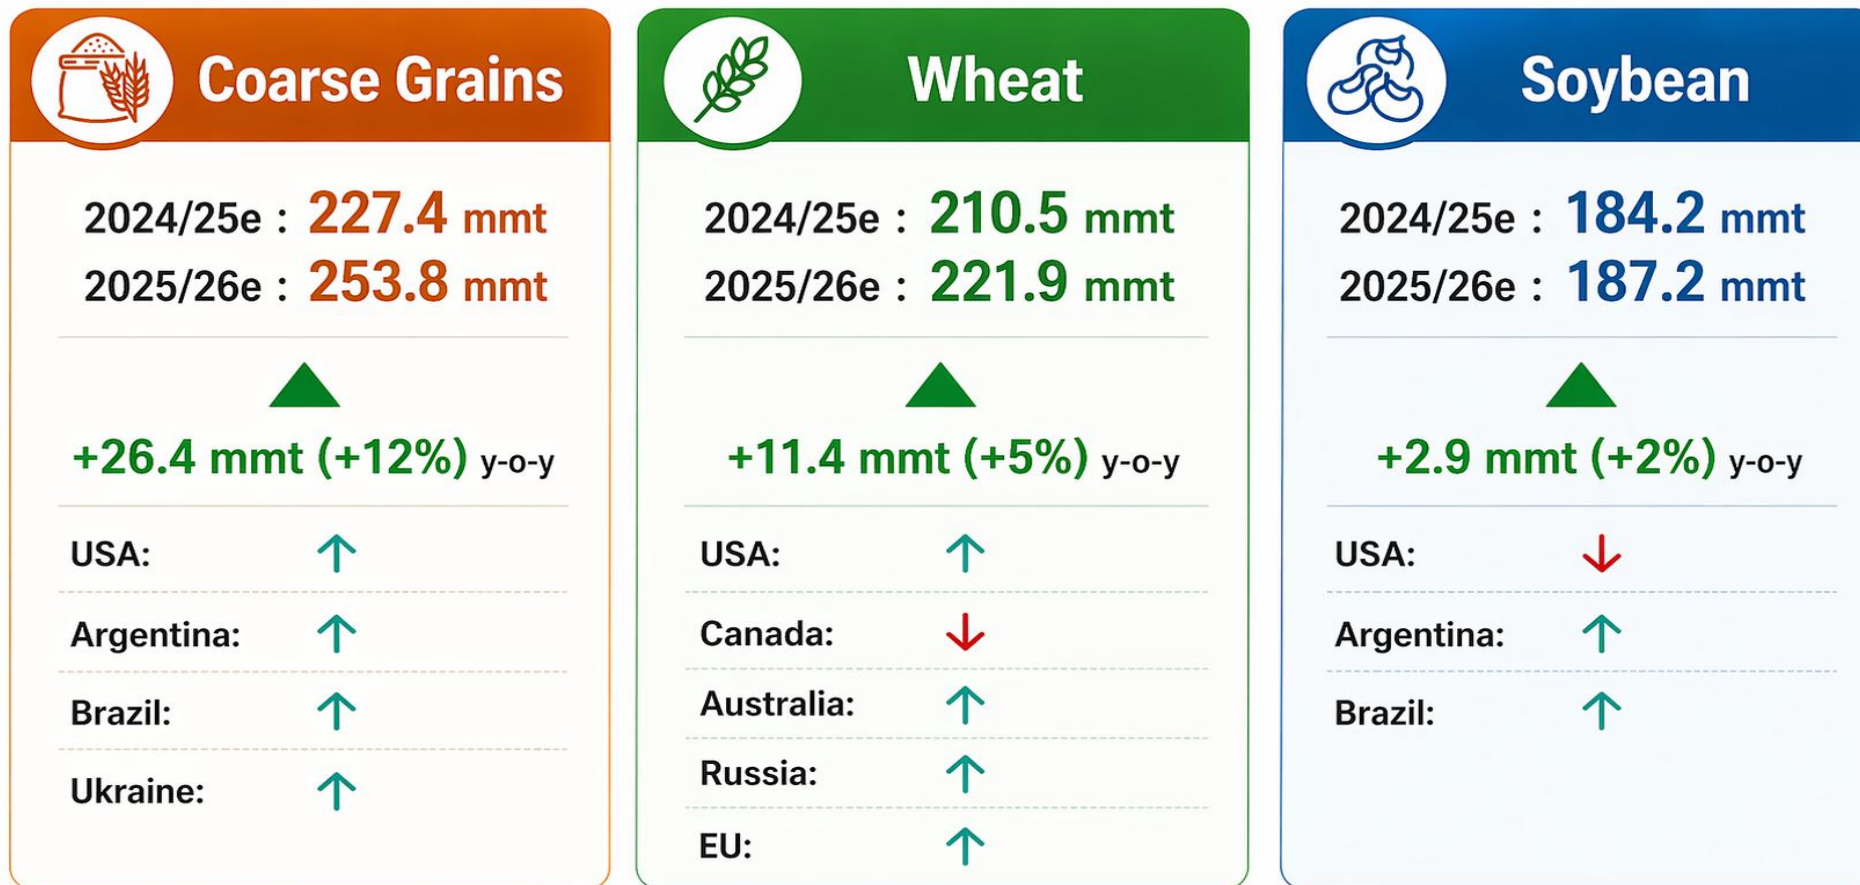 Coarse Grains
2024/25e : 227.4 mmt
2025/26e : 253.8 mmt
+26.4 mmt (+12%) y-o-y
USA:
Argentina:
Brazil:
Ukraine:
Wheat
2024/25e : 210.5 mmt
2025/26e : 221.9 mmt
+11.4 mmt (+5%) y-o-y
USA:
Canada:
Australia:
Russia:
EU:
Soybean
2024/25e : 184.2 mmt
2025/26e : 187.2 mmt
+2.9 mmt (+2%) y-o-y
USA:
Argentina:
Brazil: